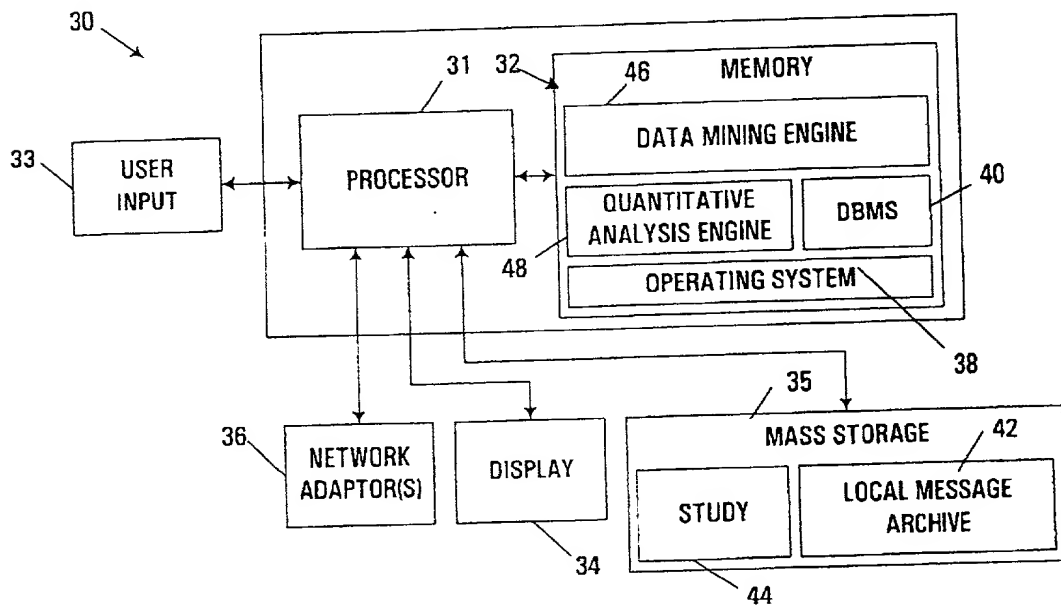 30
31
32
MEMORY
46
DATA MINING ENGINE
33
USER
INPUT
PROCESSOR
QUANTITATIVE
ANALYSIS ENGINE
48
DBMS
40
OPERATING SYSTEM
38
36
NETWORK
ADAPTOR(S)
DISPLAY
34
35
MASS STORAGE
42
STUDY
44
LOCAL MESSAGE
ARCHIVE